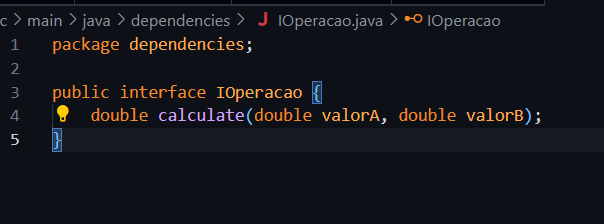 c > main > java > dependencies > J IOperacao.java > IOperacao
1 package dependencies;
2
3 public interface IOperacao {
4 double calculate(double valorA, double valorB);
5 }